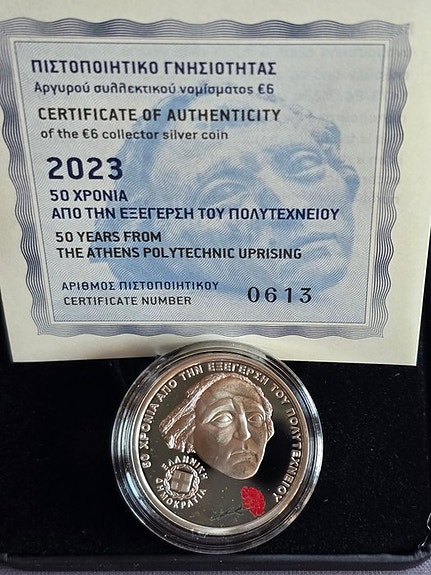 ΠΙΣΤΟΠΟΙΗΤΙΚΟ ΓΝΗΣΙΟΤΗΤΑΣ
Αργυρού συλλεκτικού νομίσματος €6
CERTIFICATE OF AUTHENTICITY
of the €6 collector silver coin
2023
50 ΧΡΟΝΙΑ
ΑΠΟ ΤΗΝ ΕΞΕΓΕΡΣΗ ΤΟΥ ΠΟΛΥΤΕΧΝΕΙΟΥ
50 YEARS FROM
THE ATHENS POLYTECHNIC UPRISING
ΑΡΙΘΜΟΣ ΠΙΣΤΟΠΟΙΗΤΙΚΟΥ
CERTIFICATE NUMBER 0613
50 ΧΡΟΝΙΑ ΑΠΟ ΤΗΝ ΕΞΕΓΕΡΣΗ ΤΟΥ ΠΟΛΥΤΕΧΝΕΙΟΥ
ΕΛΛΗΝΙΚΗ
ΔΗΜΟΚΡΑΤΙΑ